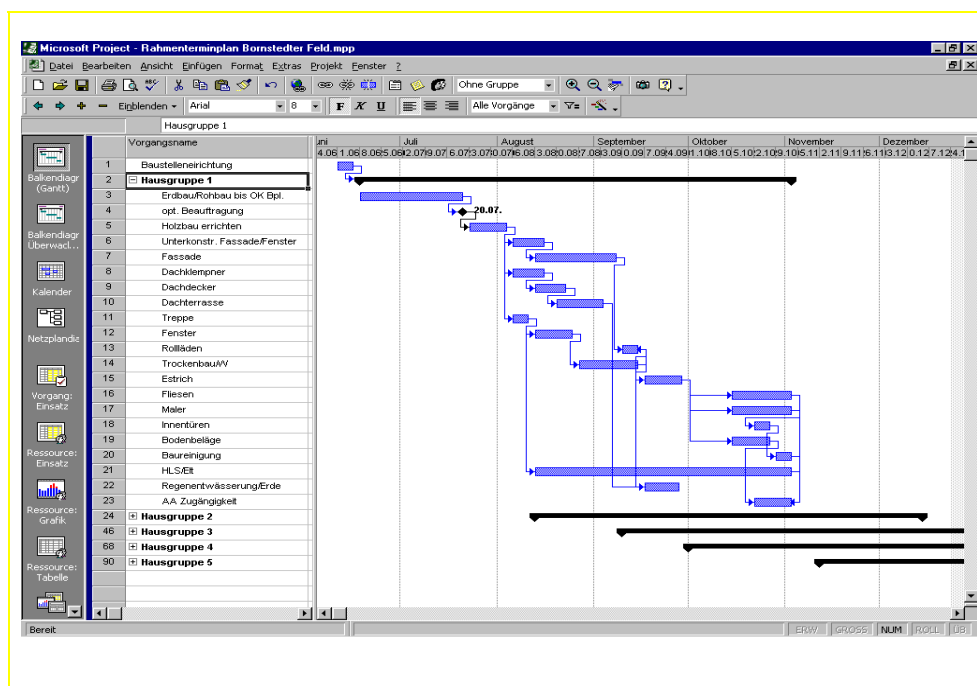 Microsoft Project - Rahmenterminplan Bornstedter Feld.mpp
Datei Bearbeiten Ansicht Einfügen Format Extras Projekt Fenster ?
Ohne Gruppe
Einblenden Arial 8 F K U Alle Vorgänge
Hausgruppe 1
Vorgangsname
Juli August September Oktober November Dezember
1 Baustelleneirichtung
2 Hausgruppe 1
3 Erdbau/Rohbau bis OK Bpl.
4 opt. Beauftragung
20.07.
5 Holzbau errichten
6 Unterkonstr. Fassade/Fenster
7 Fassade
8 Dachklempner
9 Dachdecker
10 Dachterrasse
11 Treppe
12 Fenster
13 Rollläden
14 Trockenbau/W
15 Estrich
16 Fliesen
17 Maler
18 Innentüren
19 Bodenbeläge
20 Baureinigung
21 HLS/Elt
22 Regenentwässerung/Erde
23 AA Zugängigkeit
24 Hausgruppe 2
46 Hausgruppe 3
68 Hausgruppe 4
90 Hausgruppe 5
Balkendiagr
(Gantt)
Balkendiagr
Überwacl...
Kalender
Netzplandia
Vorgang:
Einsatz
Ressource:
Einsatz
Ressource:
Grafik
Ressource:
Tabelle
Bereit
ERW GROSS NUM ROLL ÜB